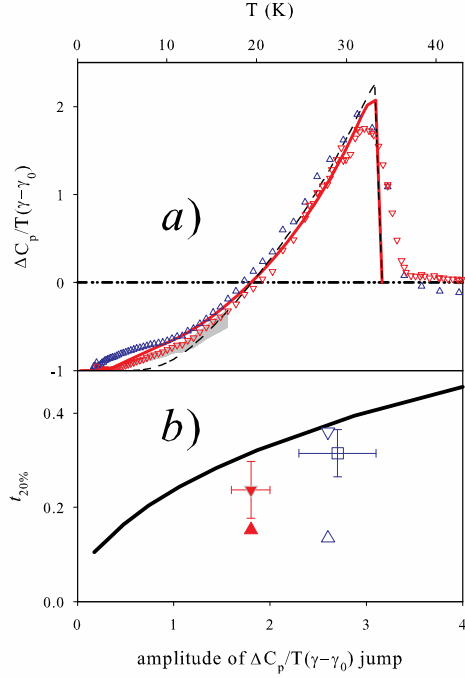 T (K)
0 10 20 30 40
ΔC_p/T(γ−γ_0)
2
1
0
-1
a)
b)
t_20%
0.4
0.2
0.0
0 1 2 3 4
amplitude of ΔC_p/T(γ−γ_0) jump